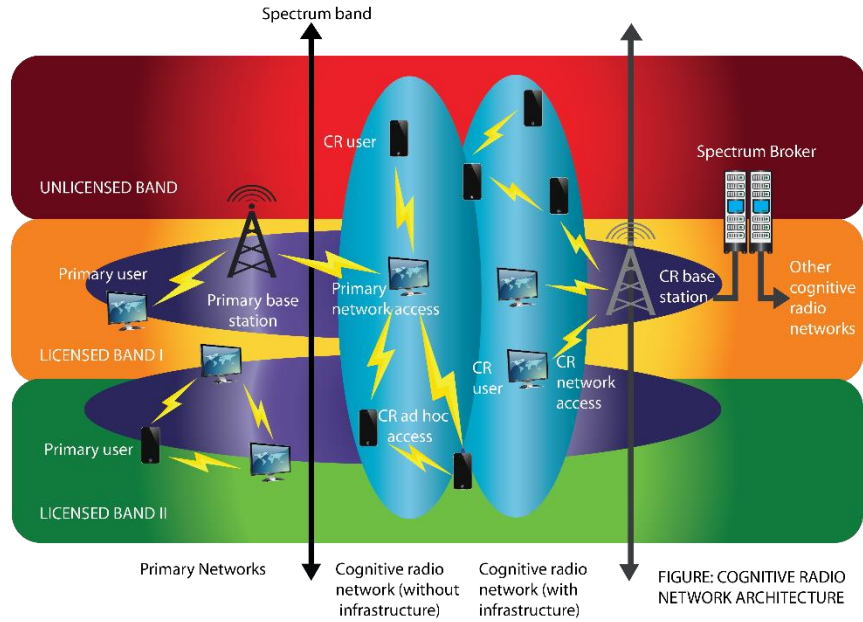 Spectrum band
CR user
Spectrum Broker
UNLICENSED BAND
Primary user
Primary base
station
Primary
network access
CR base
station
Other
cognitive
radio
networks
LICENSED BAND I
CR
user
CR
network
access
CR ad hoc
access
Primary user
LICENSED BAND II
Primary Networks
Cognitive radio
network (without
infrastructure)
Cognitive radio
network (with
infrastructure)
FIGURE: COGNITIVE RADIO
NETWORK ARCHITECTURE